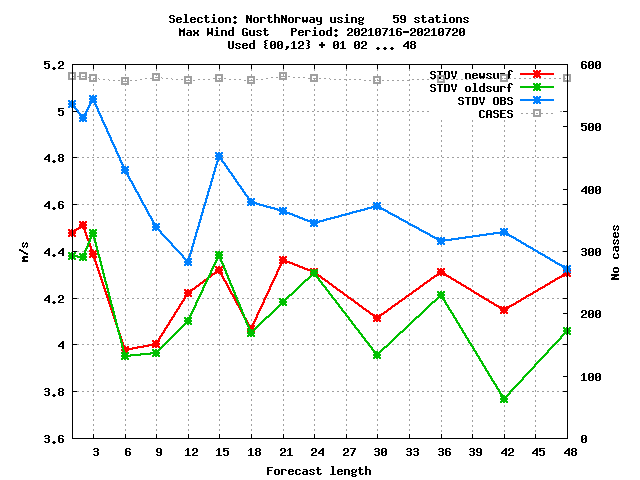 Selection: NorthNorway using    59 stations
Max Wind Gust   Period: 20210716-20210720
Used {00,12} + 01 02 ... 48
5.2
5
4.8
4.6
4.4
4.2
4
3.8
3.6
m/s
600
500
400
300
200
100
0
No cases
STDV newsurf
STDV oldsurf
STDV OBS
CASES
3 6 9 12 15 18 21 24 27 30 33 36 39 42 45 48
Forecast length